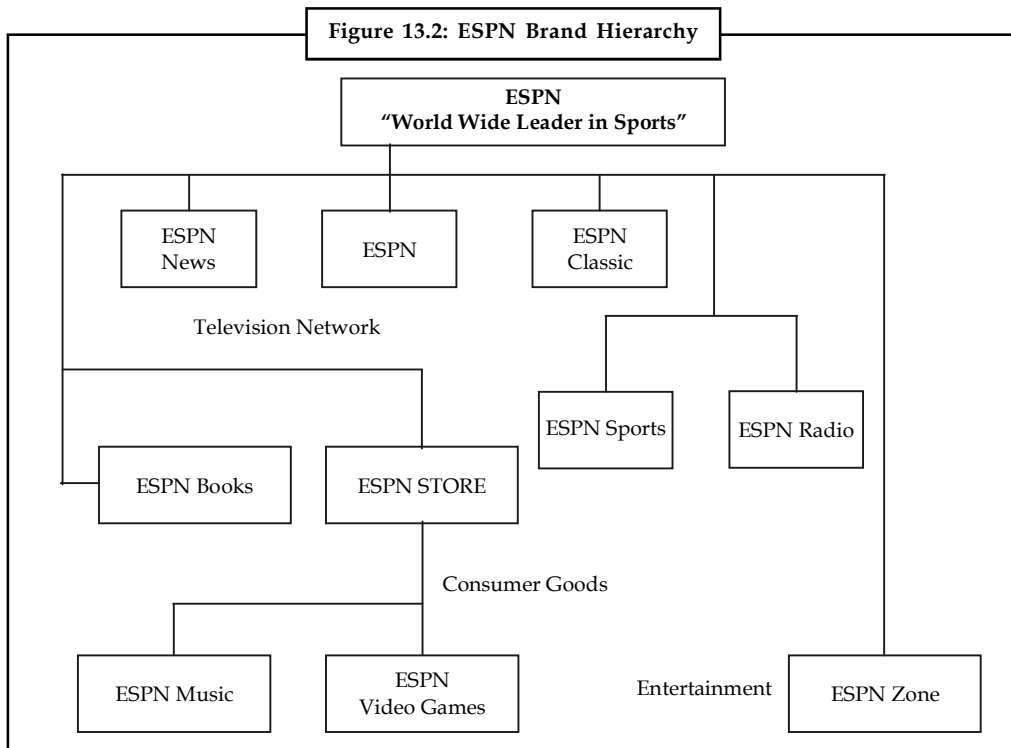 Figure 13.2: ESPN Brand Hierarchy
ESPN
“World Wide Leader in Sports”
ESPN
News
ESPN
ESPN
Classic
Television Network
ESPN Sports
ESPN Radio
ESPN Books
ESPN STORE
Consumer Goods
ESPN Music
ESPN
Video Games
Entertainment
ESPN Zone